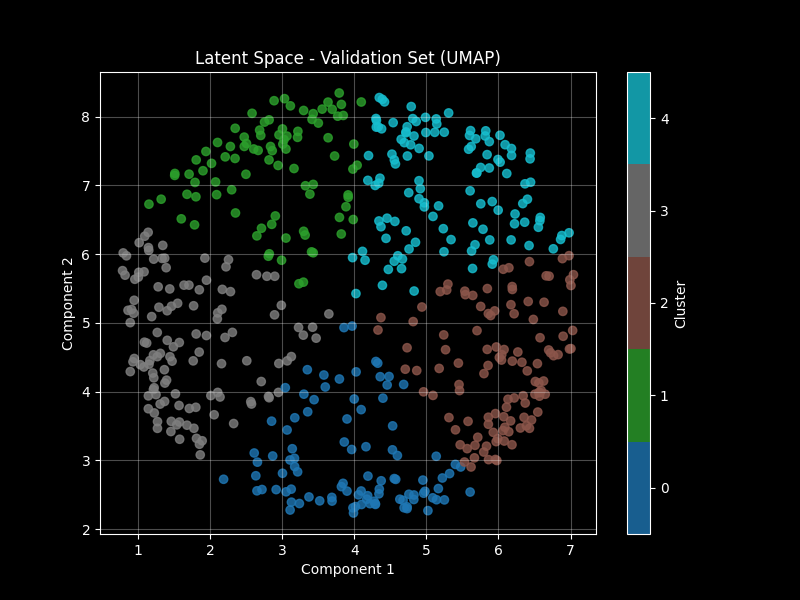 Latent Space - Validation Set (UMAP)
8
7
6
5
4
3
2
Component 2
1 2 3 4 5 6 7
Component 1
4
3
2
1
0
Cluster